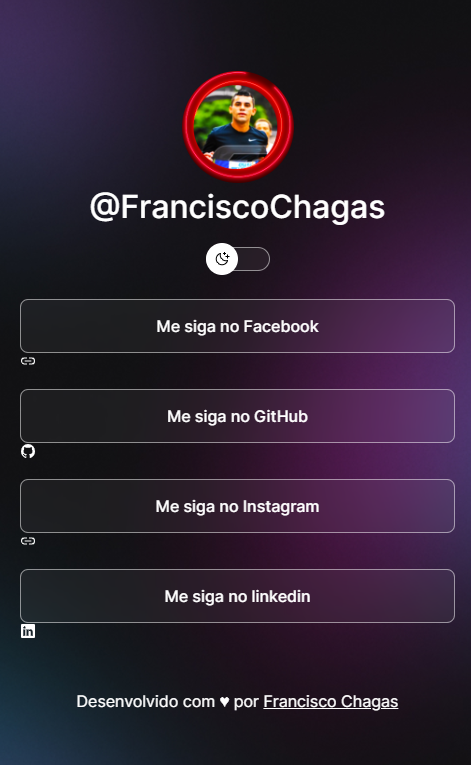 @FranciscoChagas
Me siga no Facebook
Me siga no GitHub
Me siga no Instagram
Me siga no linkedin
in
Desenvolvido com ♥ por Francisco Chagas